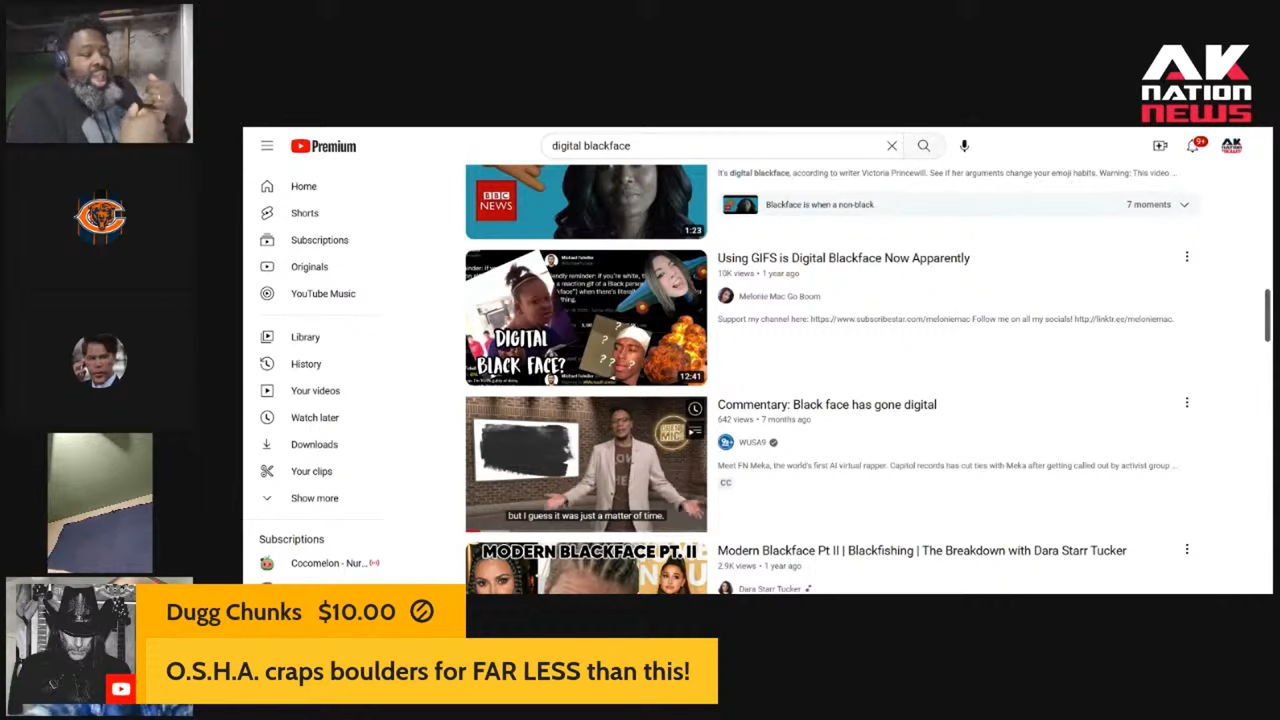 AK
NATION
NEWS
Premium
digital blackface
9+
AK
NATION
NEWS
Home
Shorts
Subscriptions
Originals
YouTube Music
Library
History
Your videos
Watch later
Downloads
Your clips
Show more
Subscriptions
Cocomelon - Nur...
It's digital blackface, according to writer Victoria Princewill. See if her arguments change your emoji habits. Warning: This video ...
BBC
NEWS
1:23
Blackface is when a non-black
7 moments
Using GIFS is Digital Blackface Now Apparently
10K views • 1 year ago
Melonie Mac Go Boom
Support my channel here: https://www.subscribestar.com/meloniemac Follow me on all my socials! http://linktr.ee/meloniemac.
DIGITAL
BLACK FACE?
12:41
Commentary: Black face has gone digital
642 views • 7 months ago
WUSA9
Meet FN Meka, the world's first AI virtual rapper. Capitol records has cut ties with Meka after getting called out by activist group ...
CC
but I guess it was just a matter of time.
MODERN BLACKFACE PT. II
Modern Blackface Pt II | Blackfishing | The Breakdown with Dara Starr Tucker
2.9K views • 1 year ago
Dara Starr Tucker
Dugg Chunks $10.00
O.S.H.A. craps boulders for FAR LESS than this!